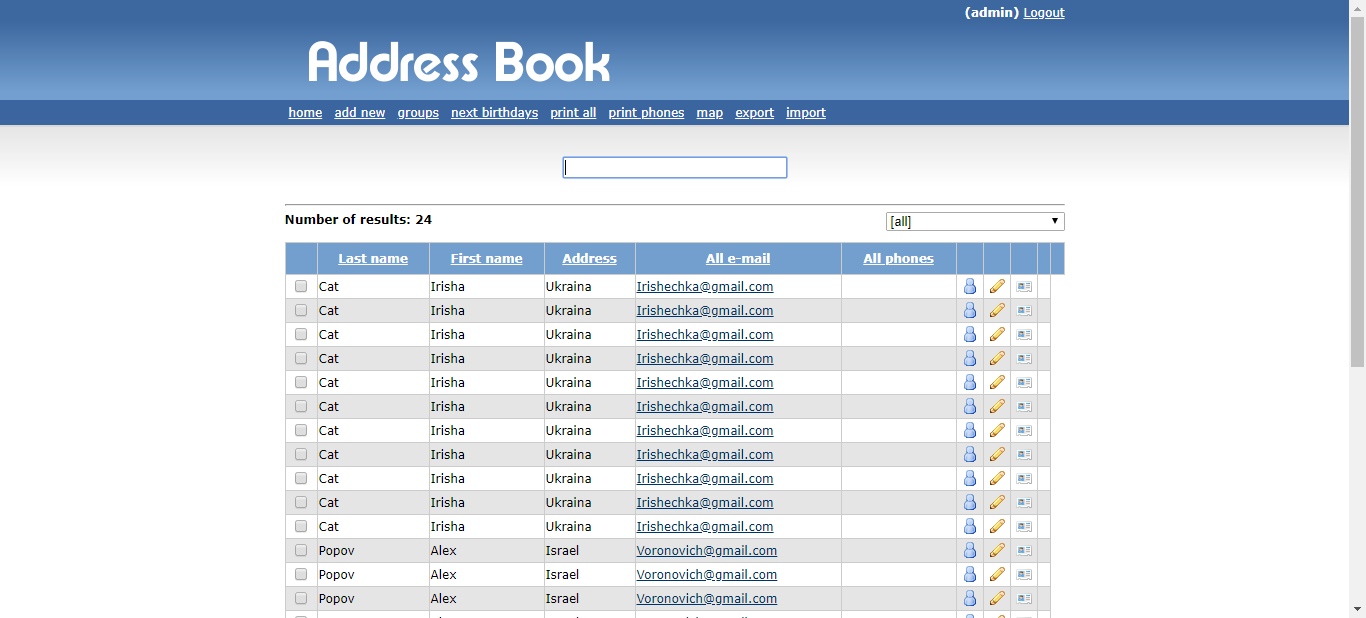 (admin) Logout
Address Book
home add new groups next birthdays print all print phones map export import
Number of results: 24
[all]
Last name First name Address All e-mail All phones
Cat Irisha Ukraina Irishechka@gmail.com
Cat Irisha Ukraina Irishechka@gmail.com
Cat Irisha Ukraina Irishechka@gmail.com
Cat Irisha Ukraina Irishechka@gmail.com
Cat Irisha Ukraina Irishechka@gmail.com
Cat Irisha Ukraina Irishechka@gmail.com
Cat Irisha Ukraina Irishechka@gmail.com
Cat Irisha Ukraina Irishechka@gmail.com
Cat Irisha Ukraina Irishechka@gmail.com
Cat Irisha Ukraina Irishechka@gmail.com
Cat Irisha Ukraina Irishechka@gmail.com
Popov Alex Israel Voronovich@gmail.com
Popov Alex Israel Voronovich@gmail.com
Popov Alex Israel Voronovich@gmail.com